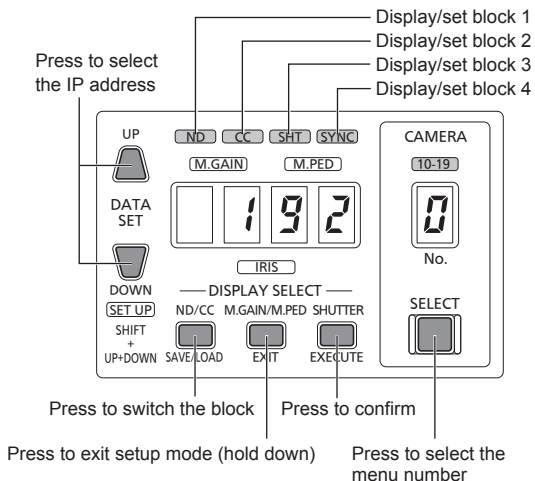 Display/set block 1
Display/set block 2
Display/set block 3
Display/set block 4
Press to select
the IP address
UP
ND CC SHT SYNC
CAMERA
M.GAIN M.PED
10-19
DATA
SET
192
0
No.
IRIS
DOWN
DISPLAY SELECT
SET UP
ND/CC M.GAIN/M.PED SHUTTER
SELECT
SHIFT
+
UP+DOWN
SAVE/LOAD EXIT EXECUTE
Press to switch the block
Press to confirm
Press to exit setup mode (hold down)
Press to select the
menu number